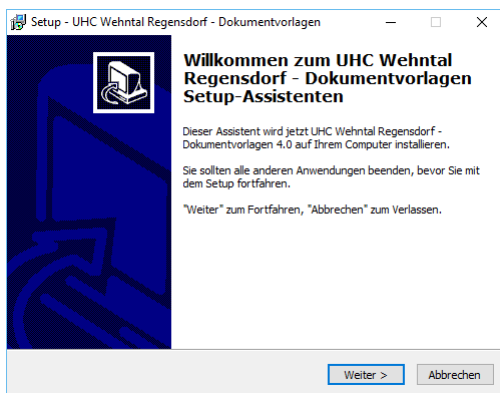 Setup - UHC Wehntal Regensdorf - Dokumentvorlagen
Willkommen zum UHC Wehntal
Regensdorf - Dokumentvorlagen
Setup-Assistenten
Dieser Assistent wird jetzt UHC Wehntal Regensdorf -
Dokumentvorlagen 4.0 auf Ihrem Computer installieren.
Sie sollten alle anderen Anwendungen beenden, bevor Sie mit
dem Setup fortfahren.
"Weiter" zum Fortfahren, "Abbrechen" zum Verlassen.
Weiter >
Abbrechen